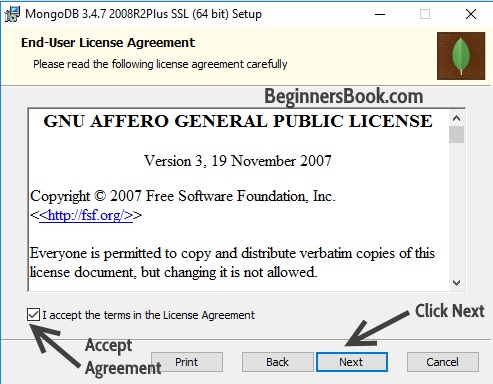 MongoDB 3.4.7 2008R2Plus SSL (64 bit) Setup
End-User License Agreement
Please read the following license agreement carefully
BeginnersBook.com
GNU AFFERO GENERAL PUBLIC LICENSE
Version 3, 19 November 2007
Copyright © 2007 Free Software Foundation, Inc.
<<http://fsf.org/>>
Everyone is permitted to copy and distribute verbatim copies of this
license document, but changing it is not allowed.
I accept the terms in the License Agreement
Click Next
Accept
Agreement
Print
Back
Next
Cancel